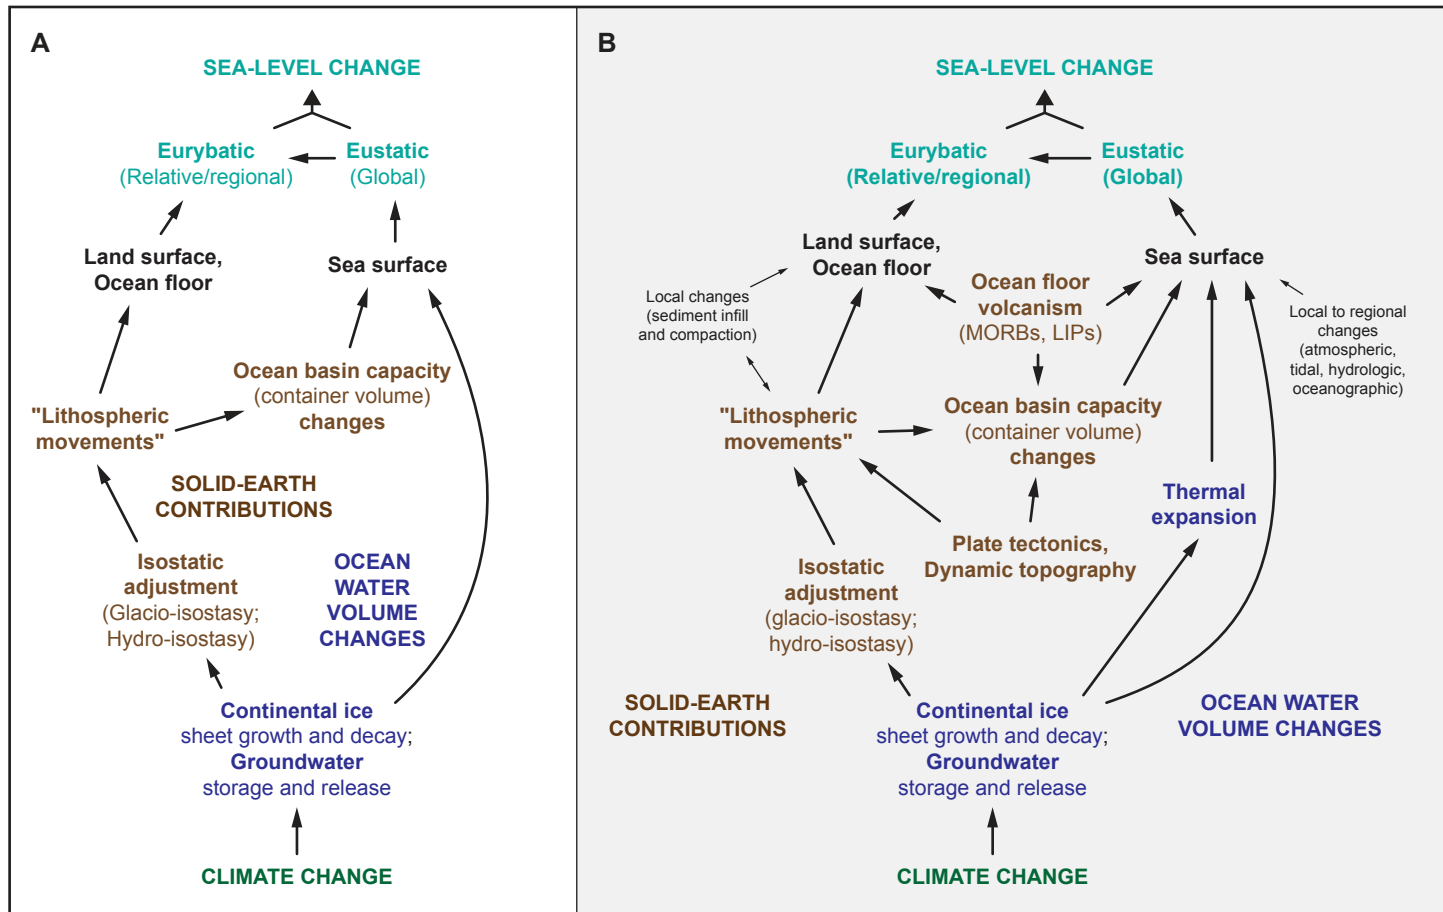 A
SEA-LEVEL CHANGE
Eurybatic
(Relative/regional)
Eustatic
(Global)
Land surface,
Ocean floor
Sea surface
Ocean basin capacity
(container volume)
changes
"Lithospheric
movements"
SOLID-EARTH
CONTRIBUTIONS
Isostatic
adjustment
(Glacio-isostasy;
Hydro-isostasy)
OCEAN
WATER
VOLUME
CHANGES
Continental ice
sheet growth and decay;
Groundwater
storage and release
CLIMATE CHANGE
B
SEA-LEVEL CHANGE
Eurybatic
(Relative/regional)
Eustatic
(Global)
Land surface,
Ocean floor
Sea surface
Ocean floor
volcanism
(MORBs, LIPs)
Local changes
(sediment infill
and compaction)
Local to regional
changes
(atmospheric,
tidal, hydrologic,
oceanographic)
"Lithospheric
movements"
Ocean basin capacity
(container volume)
changes
Thermal
expansion
Plate tectonics,
Dynamic topography
Isostatic
adjustment
(glacio-isostasy;
hydro-isostasy)
SOLID-EARTH
CONTRIBUTIONS
Continental ice
sheet growth and decay;
Groundwater
storage and release
OCEAN WATER
VOLUME CHANGES
CLIMATE CHANGE